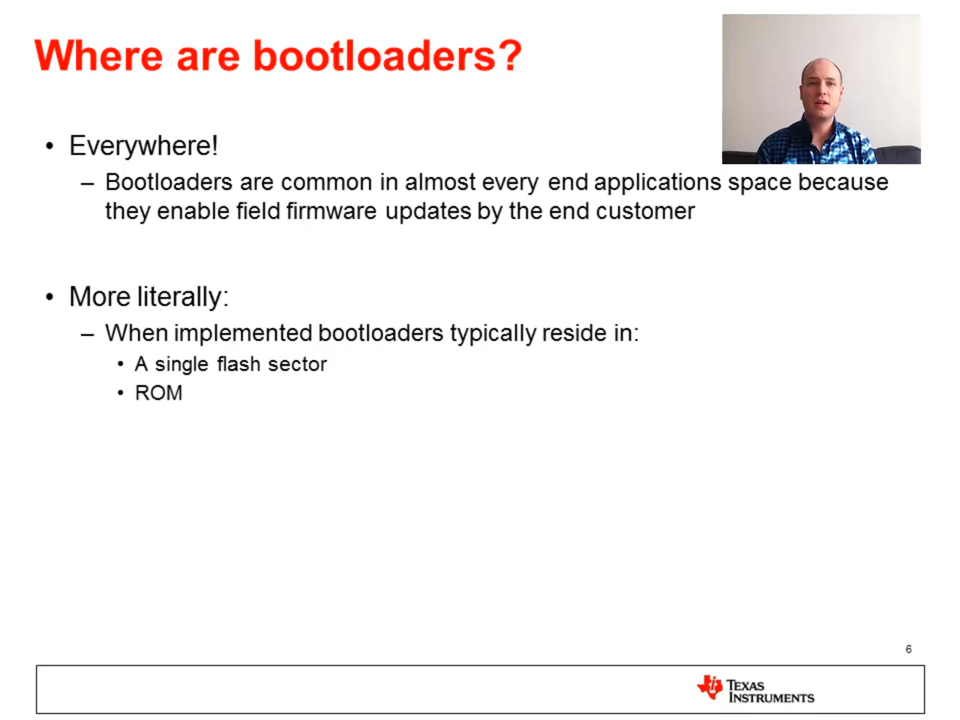 Where are bootloaders?
• Everywhere!
– Bootloaders are common in almost every end applications space because
they enable field firmware updates by the end customer
• More literally:
– When implemented bootloaders typically reside in:
• A single flash sector
• ROM
6
TEXAS
INSTRUMENTS